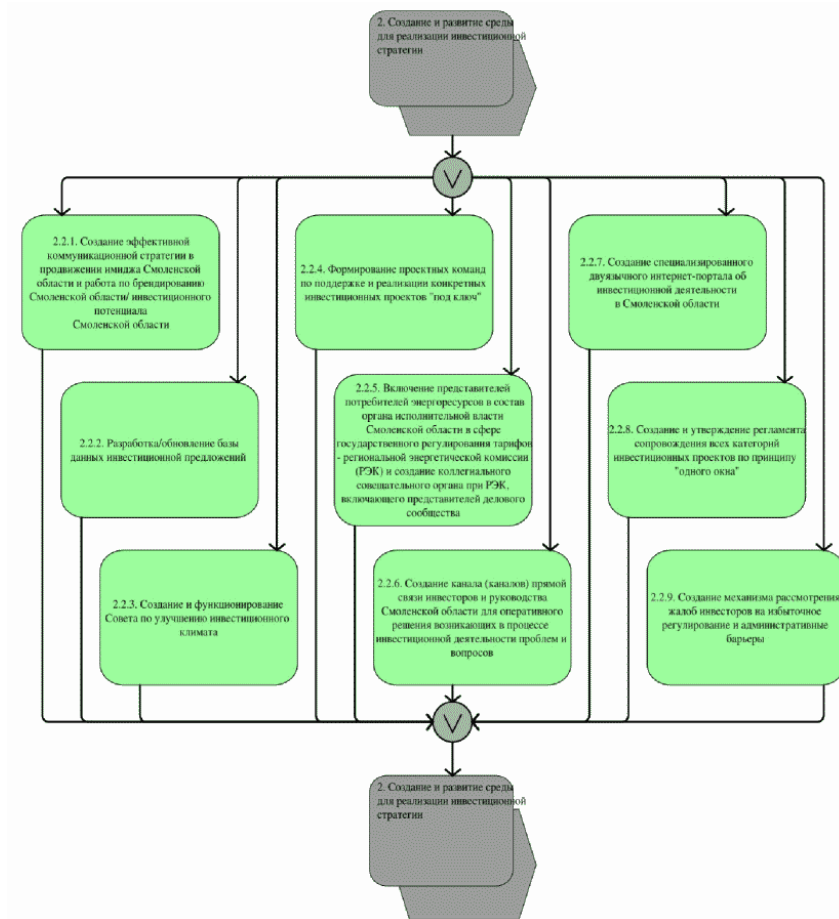 2. Создание и развитие среды
для реализации инвестиционной
стратегии
V
2.2.1. Создание эффективной
коммуникационной стратегии в
продвижении имиджа Смоленской
области и работа по брендированию
Смоленской области/ инвестиционного
потенциала
Смоленской области
2.2.2. Разработка/обновление базы
данных инвестиционной предложений
2.2.3. Создание и функционирование
Совета по улучшению инвестиционного
климата
2.2.4. Формирование проектных команд
по поддержке и реализации конкретных
инвестиционных проектов "под ключ"
2.2.5. Включение представителей
потребителей энергоресурсов в состав
органа исполнительной власти
Смоленской области в сфере
государственного регулирования тарифов
- региональной энергетической комиссии
(РЭК) и создание коллегиального
совещательного органа при РЭК,
включающего представителей делового
сообщества
2.2.6. Создание канала (каналов) прямой
связи инвесторов и руководства
Смоленской области для оперативного
решения возникающих в процессе
инвестиционной деятельности проблем и
вопросов
2.2.7. Создание специализированного
двуязычного интернет-портала об
инвестиционной деятельности
в Смоленской области
2.2.8. Создание и утверждение регламента
сопровождения всех категорий
инвестиционных проектов по принципу
"одного окна"
2.2.9. Создание механизма рассмотрения
жалоб инвесторов на избыточное
регулирование и административные
барьеры
V
2. Создание и развитие среды
для реализации инвестиционной
стратегии